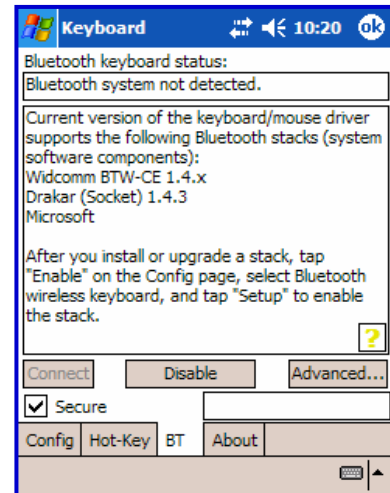 Keyboard 10:20 ok
Bluetooth keyboard status:
Bluetooth system not detected.
Current version of the keyboard/mouse driver
supports the following Bluetooth stacks (system
software components):
Widcomm BTW-CE 1.4.x
Drakar (Socket) 1.4.3
Microsoft
After you install or upgrade a stack, tap
"Enable" on the Config page, select Bluetooth
wireless keyboard, and tap "Setup" to enable
the stack.
?
Connect Disable Advanced...
Secure
Config Hot-Key BT About